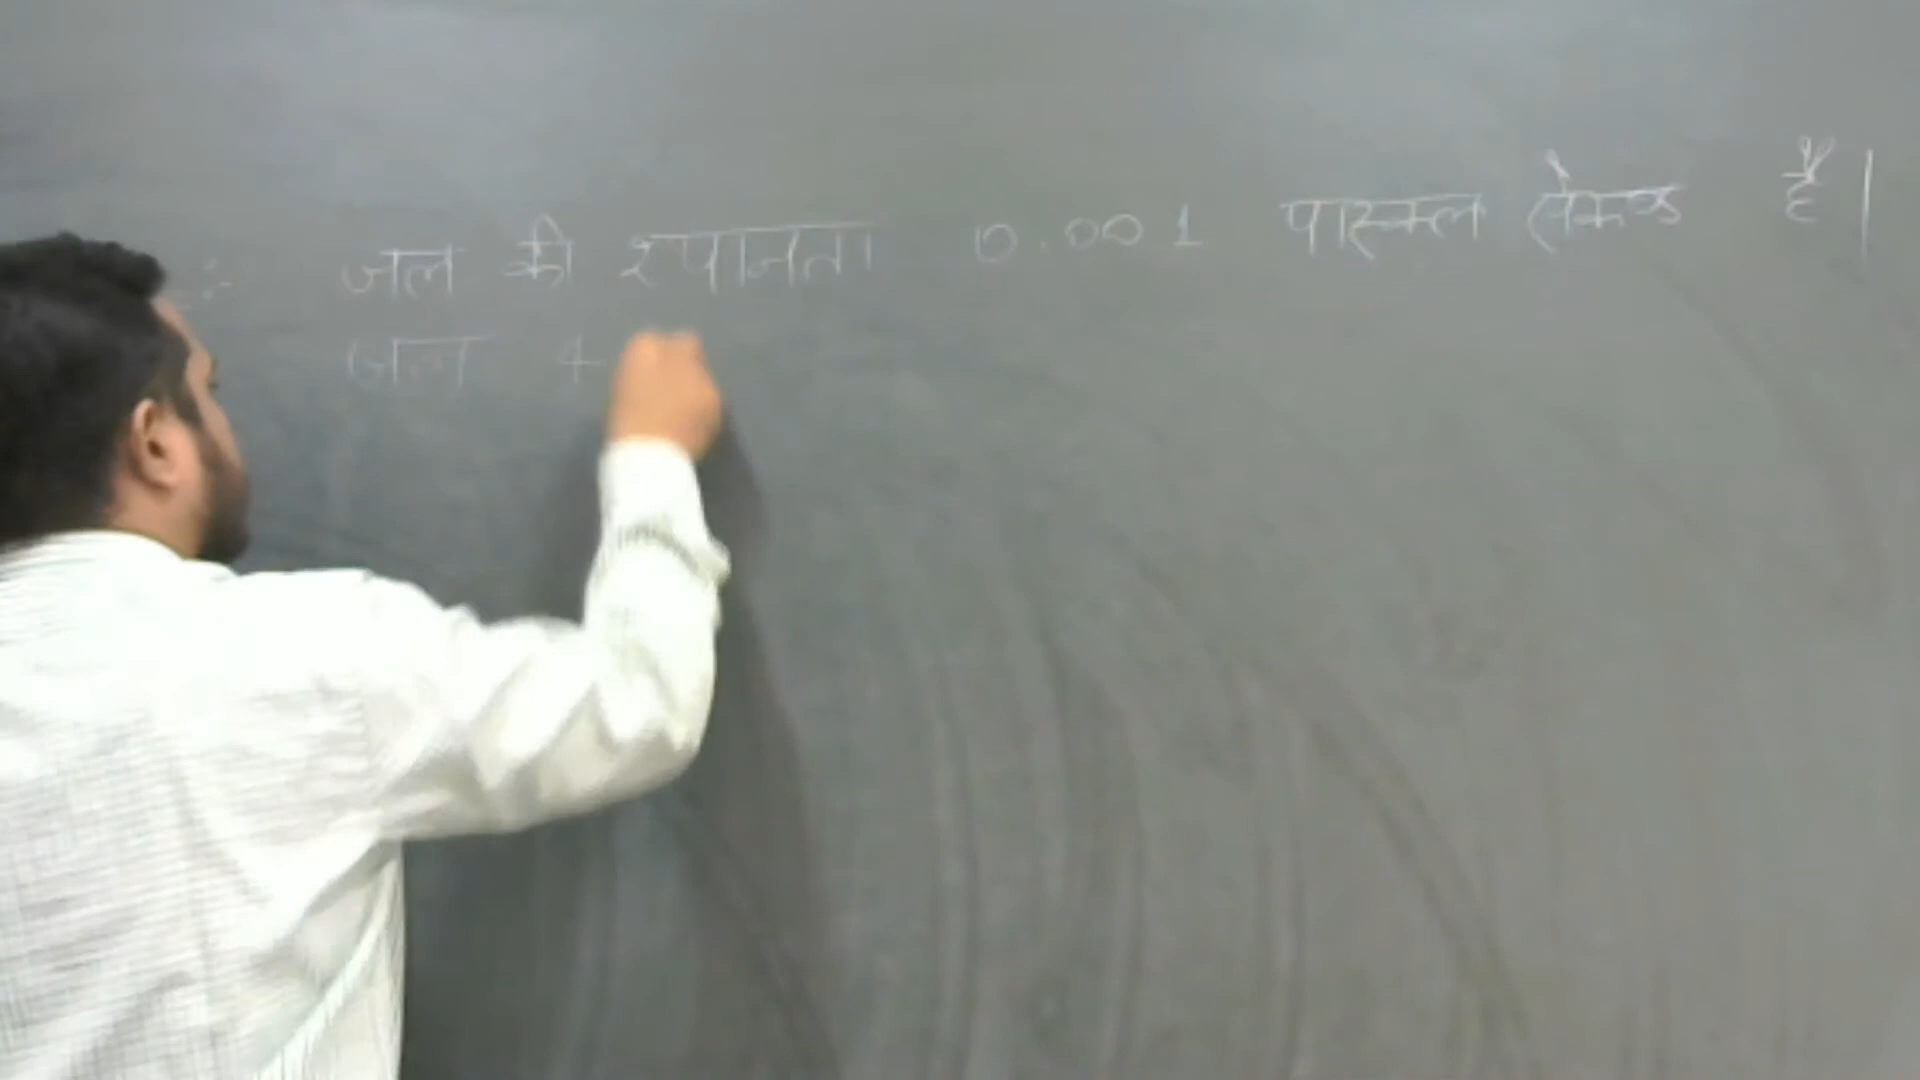 जल की श्यानता 0.001 पास्कल सेकण्ड है।
जल 4